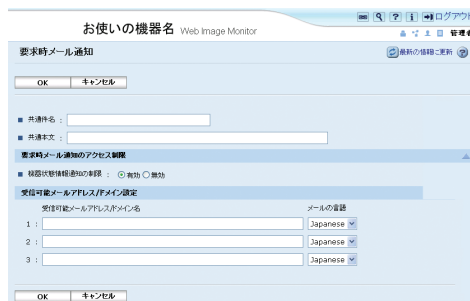 ログアウト
お使いの機器名 Web Image Monitor
管理者
要求時メール通知
最新の情報に更新
OK キャンセル
共通件名 :
共通本文 :
要求時メール通知のアクセス制限
機器状態情報通知の制限 : 有効 無効
受信可能メールアドレス/ドメイン設定
受信可能メールアドレス/ドメイン名 メールの言語
1 : Japanese
2 : Japanese
3 : Japanese
OK キャンセル